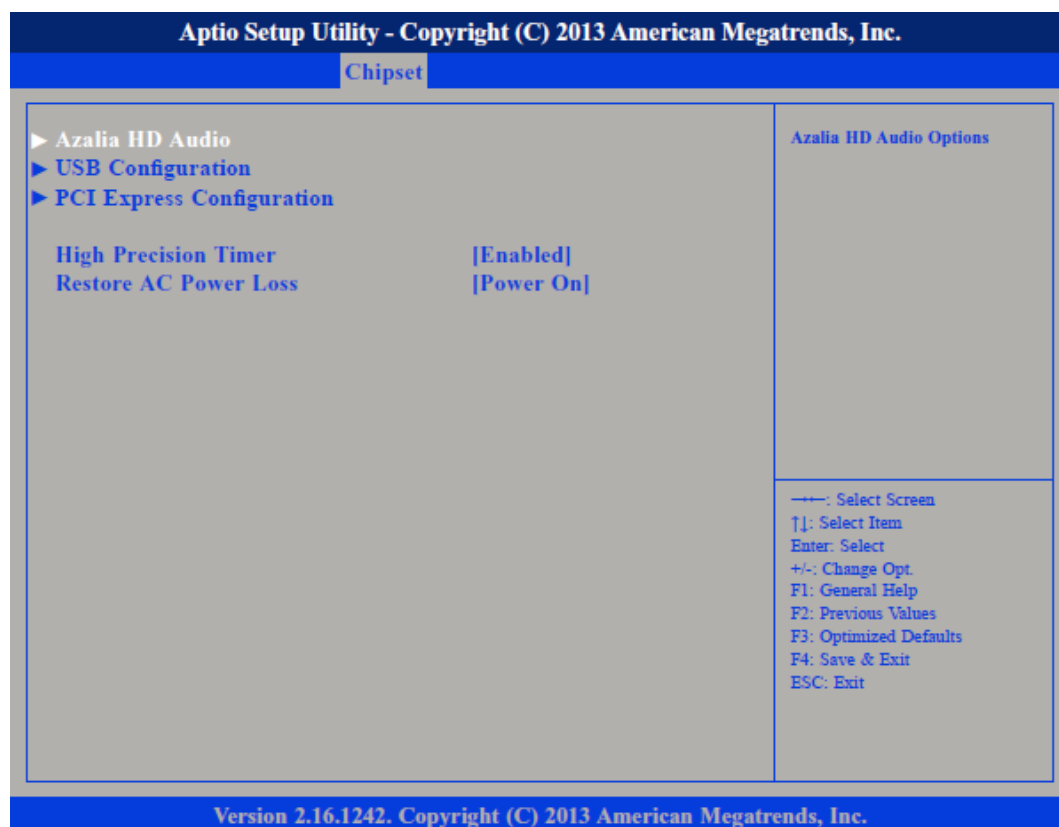 Aptio Setup Utility - Copyright (C) 2013 American Megatrends, Inc.
Chipset
► Azalia HD Audio
► USB Configuration
► PCI Express Configuration
High Precision Timer [Enabled]
Restore AC Power Loss [Power On]
Azalia HD Audio Options
→←: Select Screen
↑↓: Select Item
Enter: Select
+/-: Change Opt.
F1: General Help
F2: Previous Values
F3: Optimized Defaults
F4: Save & Exit
ESC: Exit
Version 2.16.1242. Copyright (C) 2013 American Megatrends, Inc.